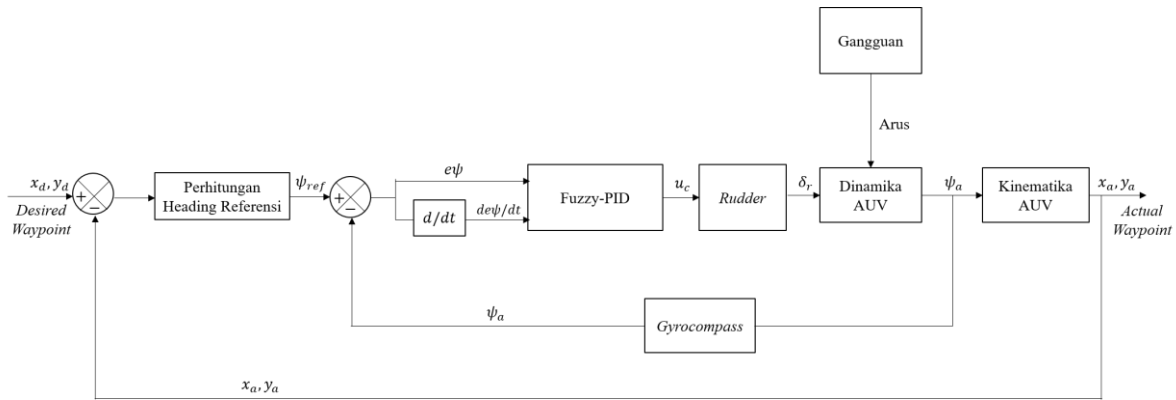 Gangguan
Arus
x_d, y_d
Desired
Waypoint
+
−
Perhitungan
Heading Referensi
ψ_ref
+
−
eψ
d/dt
deψ/dt
Fuzzy-PID
u_c
Rudder
δ_r
Dinamika
AUV
ψ_a
Kinematika
AUV
x_a, y_a
Actual
Waypoint
ψ_a
Gyrocompass
x_a, y_a